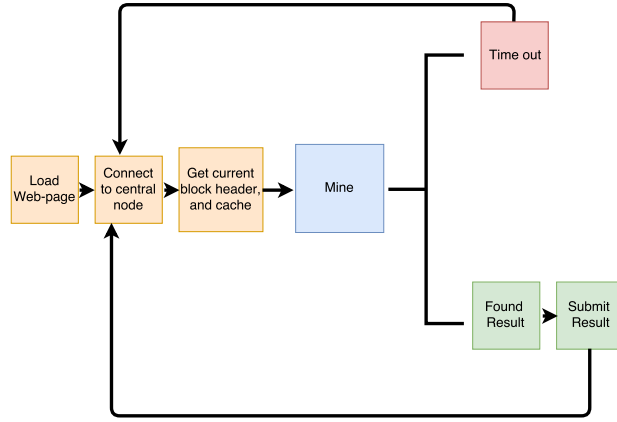 Time out
Load
Web-page
Connect
to central
node
Get current
block header,
and cache
Mine
Found
Result
Submit
Result